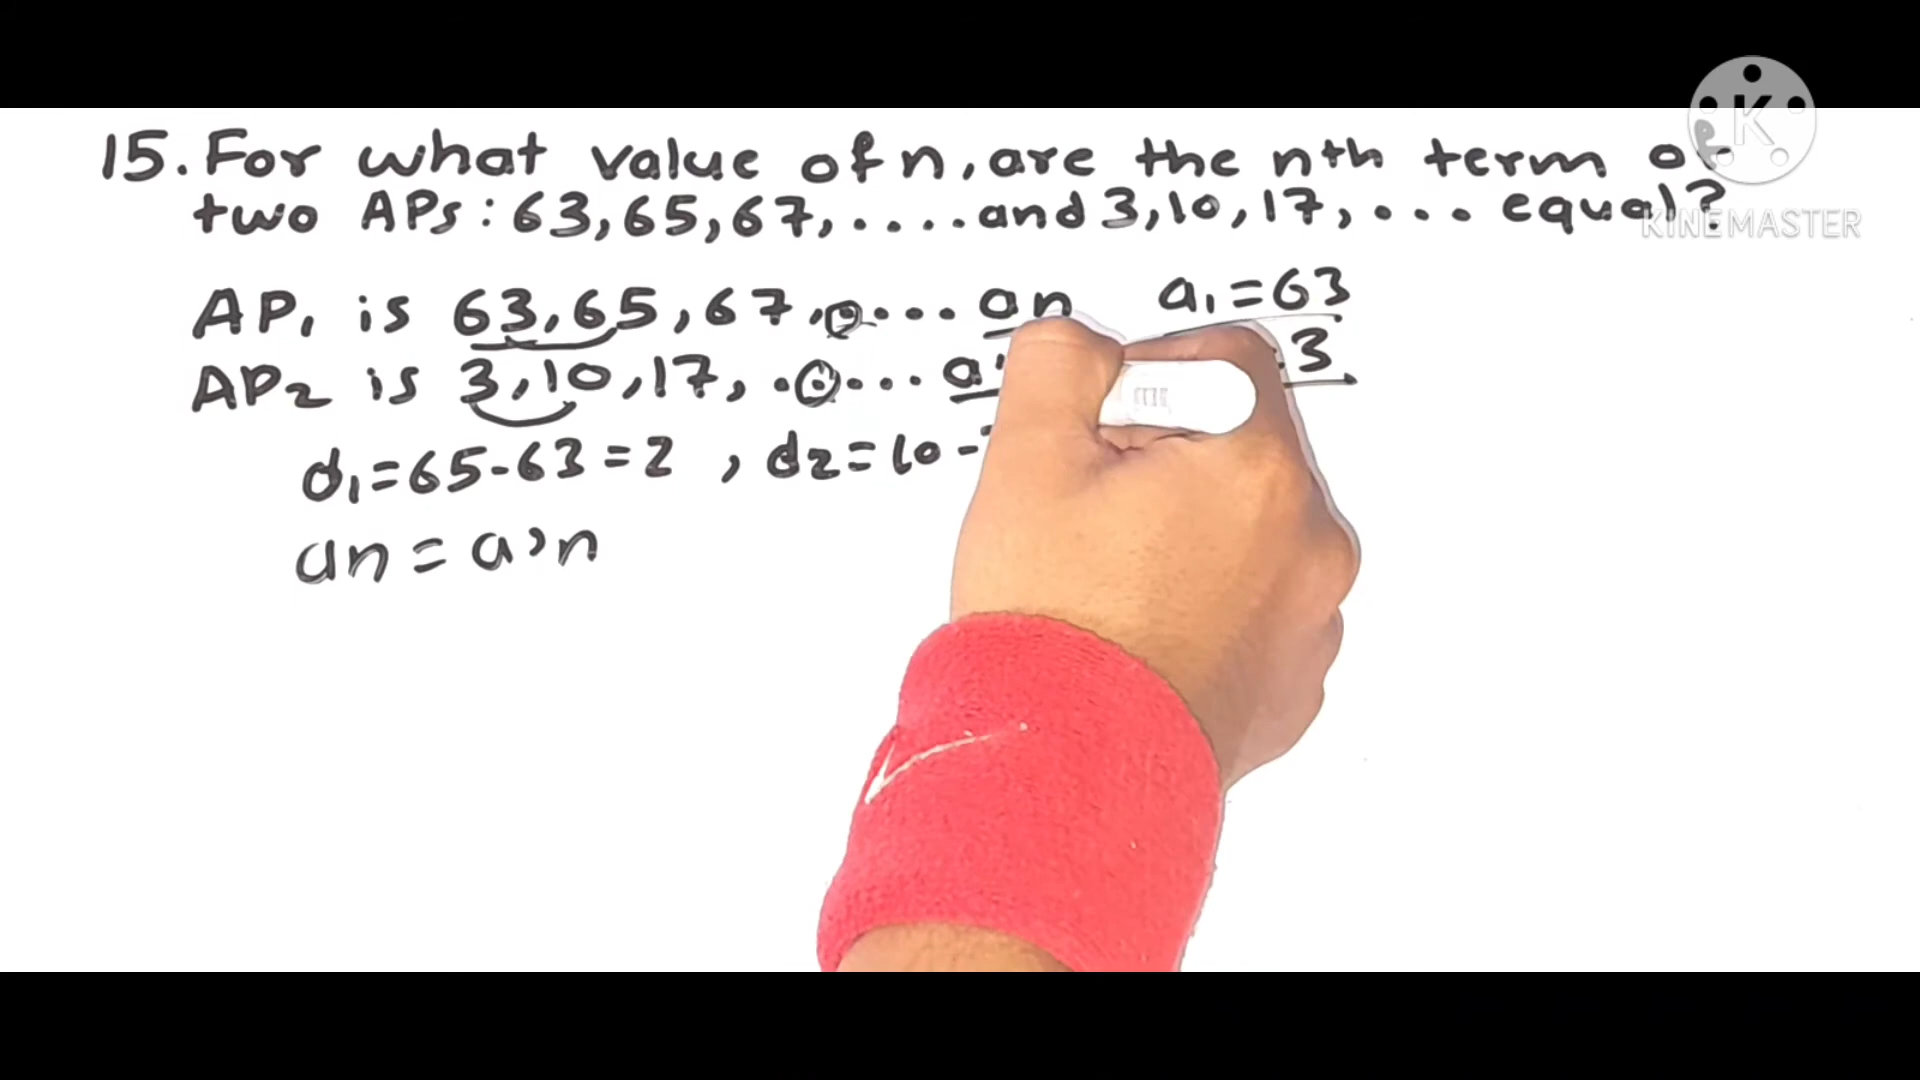 15. For what value of n, are the nth term
two APs : 63, 65, 67, .... and 3, 10, 17, ... equal?
AP1 is 63, 65, 67, ..... an a1 = 63
AP2 is 3, 10, 17, ..... 3
d1 = 65 - 63 = 2 , d2 = 10 -
an = a'n
K
KINEMASTER